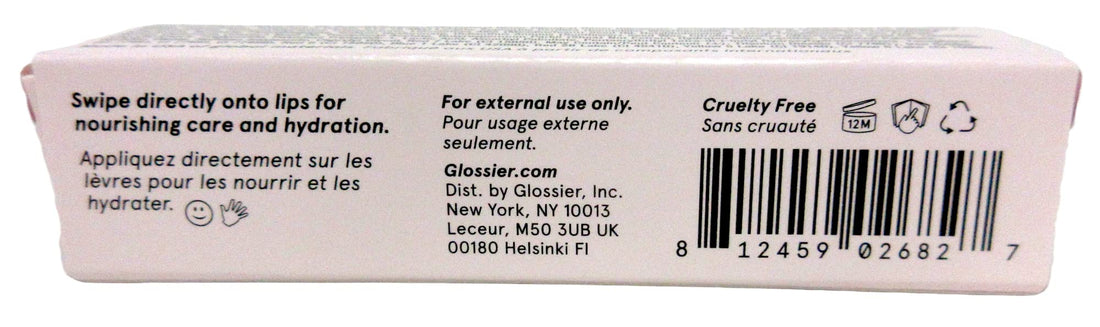 Swipe directly onto lips for
nourishing care and hydration.
Appliquez directement sur les
lèvres pour les nourrir et les
hydrater.
For external use only.
Pour usage externe
seulement.
Glossier.com
Dist. by Glossier, Inc.
New York, NY 10013
Leceur, M50 3UB UK
00180 Helsinki FI
Cruelty Free
Sans cruauté
12M
8 12459 02682 7